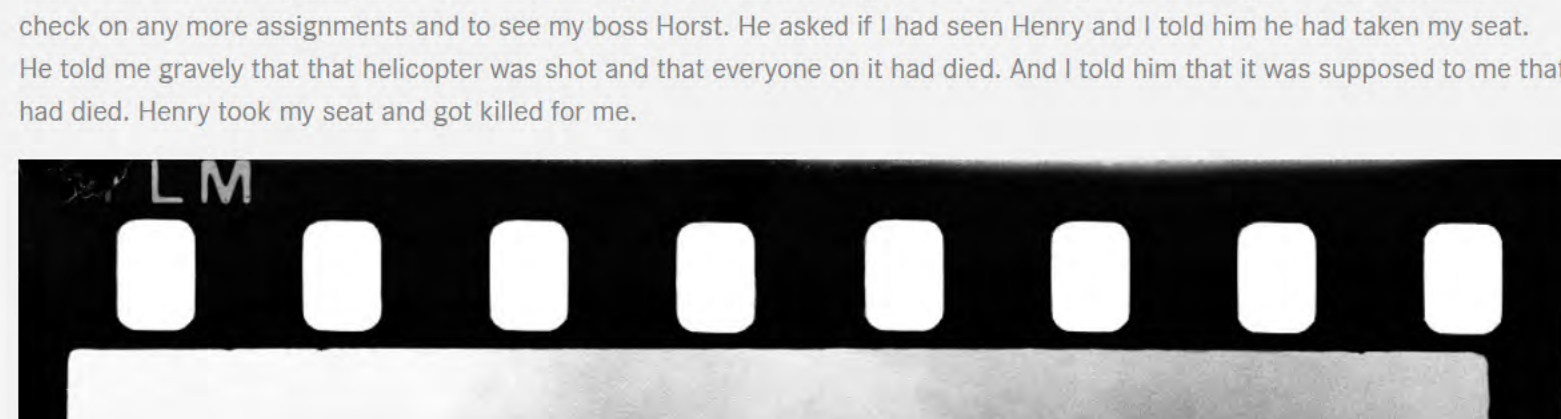 check on any more assignments and to see my boss Horst. He asked if I had seen Henry and I told him he had taken my seat.
He told me gravely that that helicopter was shot and that everyone on it had died. And I told him that it was supposed to me that
had died. Henry took my seat and got killed for me.
LM